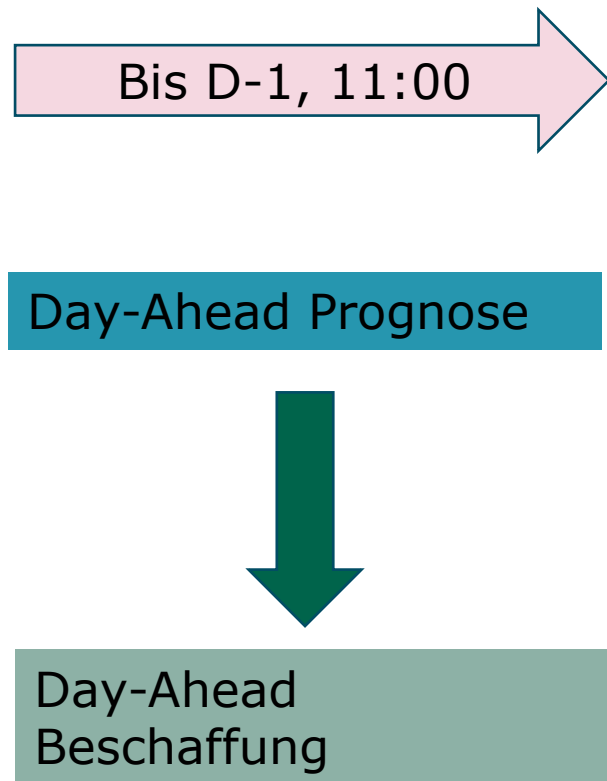 Bis D-1, 11:00
Day-Ahead Prognose
Day-Ahead
Beschaffung